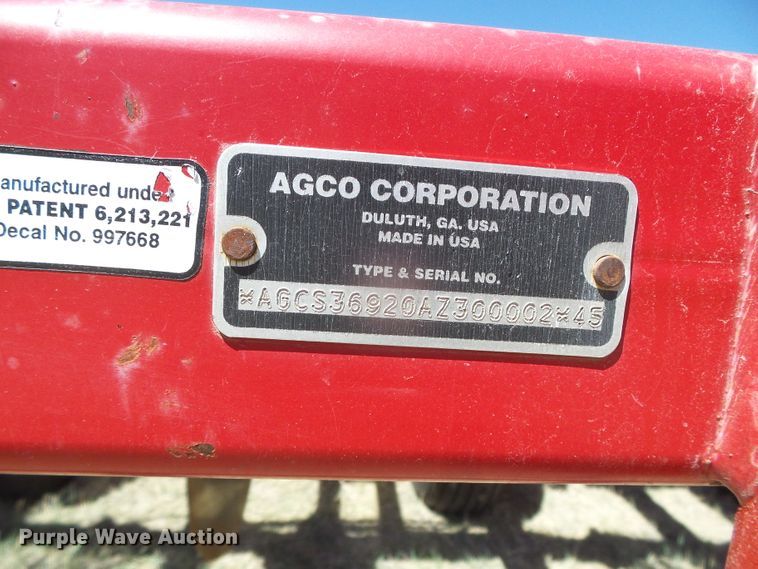 anufactured under
PATENT 6,213,221
Decal No. 997668
AGCO CORPORATION
DULUTH, GA. USA
MADE IN USA
TYPE & SERIAL NO.
*AGCS36920AZ300002*45
Purple Wave Auction